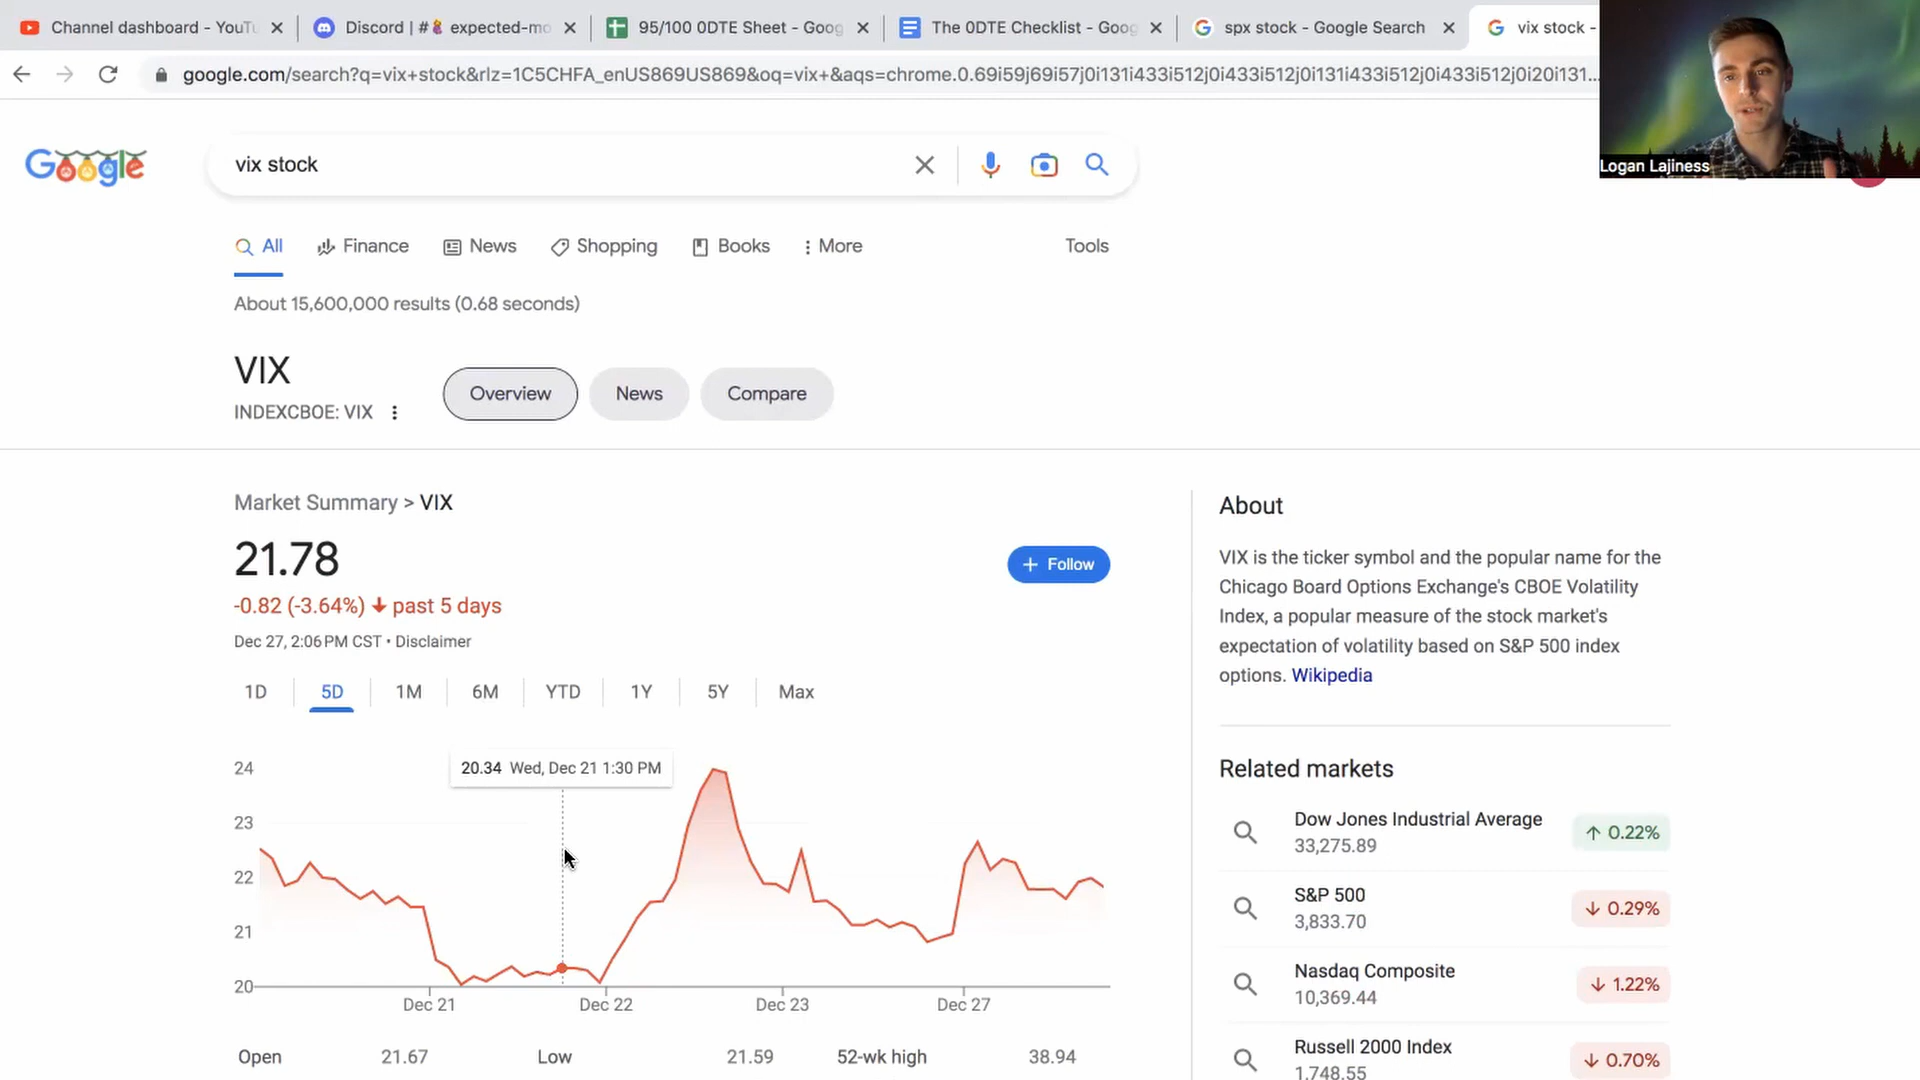 Channel dashboard - YouTu
Discord | # expected-mo
95/100 0DTE Sheet - Goog
The 0DTE Checklist - Goog
spx stock - Google Search
vix stock -
google.com/search?q=vix+stock&rlz=1C5CHFA_enUS869US869&oq=vix+&aqs=chrome.0.69i59j69i57j0i131i433i512j0i433i512j0i131i433i512j0i433i512j0i20i131...
Logan Lajiness
Google
vix stock
All
Finance
News
Shopping
Books
More
Tools
About 15,600,000 results (0.68 seconds)
VIX
INDEXCBOE: VIX
Overview
News
Compare
Market Summary > VIX
21.78
+ Follow
-0.82 (-3.64%) ↓ past 5 days
Dec 27, 2:06 PM CST • Disclaimer
1D
5D
1M
6M
YTD
1Y
5Y
Max
20.34 Wed, Dec 21 1:30 PM
24
23
22
21
20
Dec 21
Dec 22
Dec 23
Dec 27
Open 21.67
Low 21.59
52-wk high 38.94
About
VIX is the ticker symbol and the popular name for the
Chicago Board Options Exchange's CBOE Volatility
Index, a popular measure of the stock market's
expectation of volatility based on S&P 500 index
options. Wikipedia
Related markets
Dow Jones Industrial Average
33,275.89
↑ 0.22%
S&P 500
3,833.70
↓ 0.29%
Nasdaq Composite
10,369.44
↓ 1.22%
Russell 2000 Index
1,748.55
↓ 0.70%